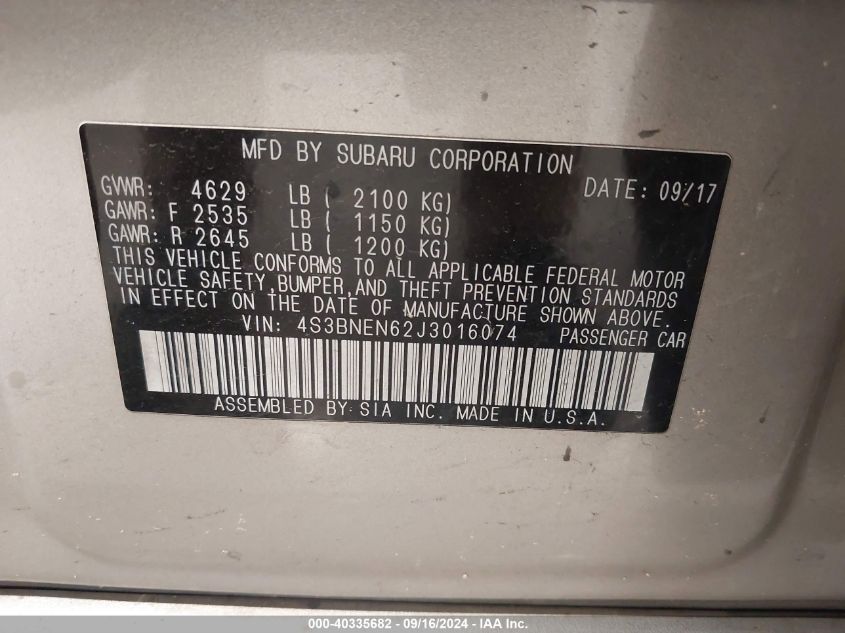 MFD BY SUBARU CORPORATION
GVWR: 4629 LB ( 2100 KG) DATE: 09/17
GAWR: F 2535 LB ( 1150 KG)
GAWR: R 2645 LB ( 1200 KG)
THIS VEHICLE CONFORMS TO ALL APPLICABLE FEDERAL MOTOR
VEHICLE SAFETY, BUMPER, AND THEFT PREVENTION STANDARDS
IN EFFECT ON THE DATE OF MANUFACTURE SHOWN ABOVE.
VIN: 4S3BNEN62J3016074 PASSENGER CAR
ASSEMBLED BY SIA INC. MADE IN U.S.A.
000-40335682 - 09/16/2024 - IAA Inc.